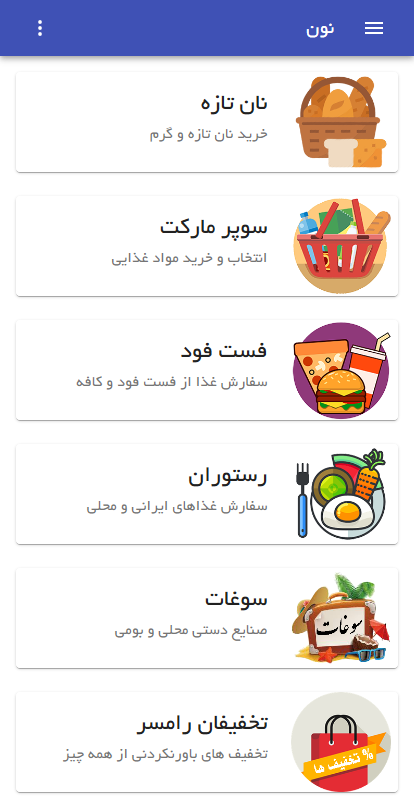 نون
نان تازه
خرید نان تازه و گرم
سوپر مارکت
انتخاب و خرید مواد غذایی
فست فود
سفارش غذا از فست فود و کافه
رستوران
سفارش غذاهای ایرانی و محلی
سوغات
صنایع دستی محلی و بومی
سوغات
تخفیفان رامسر
تخفیف های باورنکردنی از همه چیز
% تخفیف ها